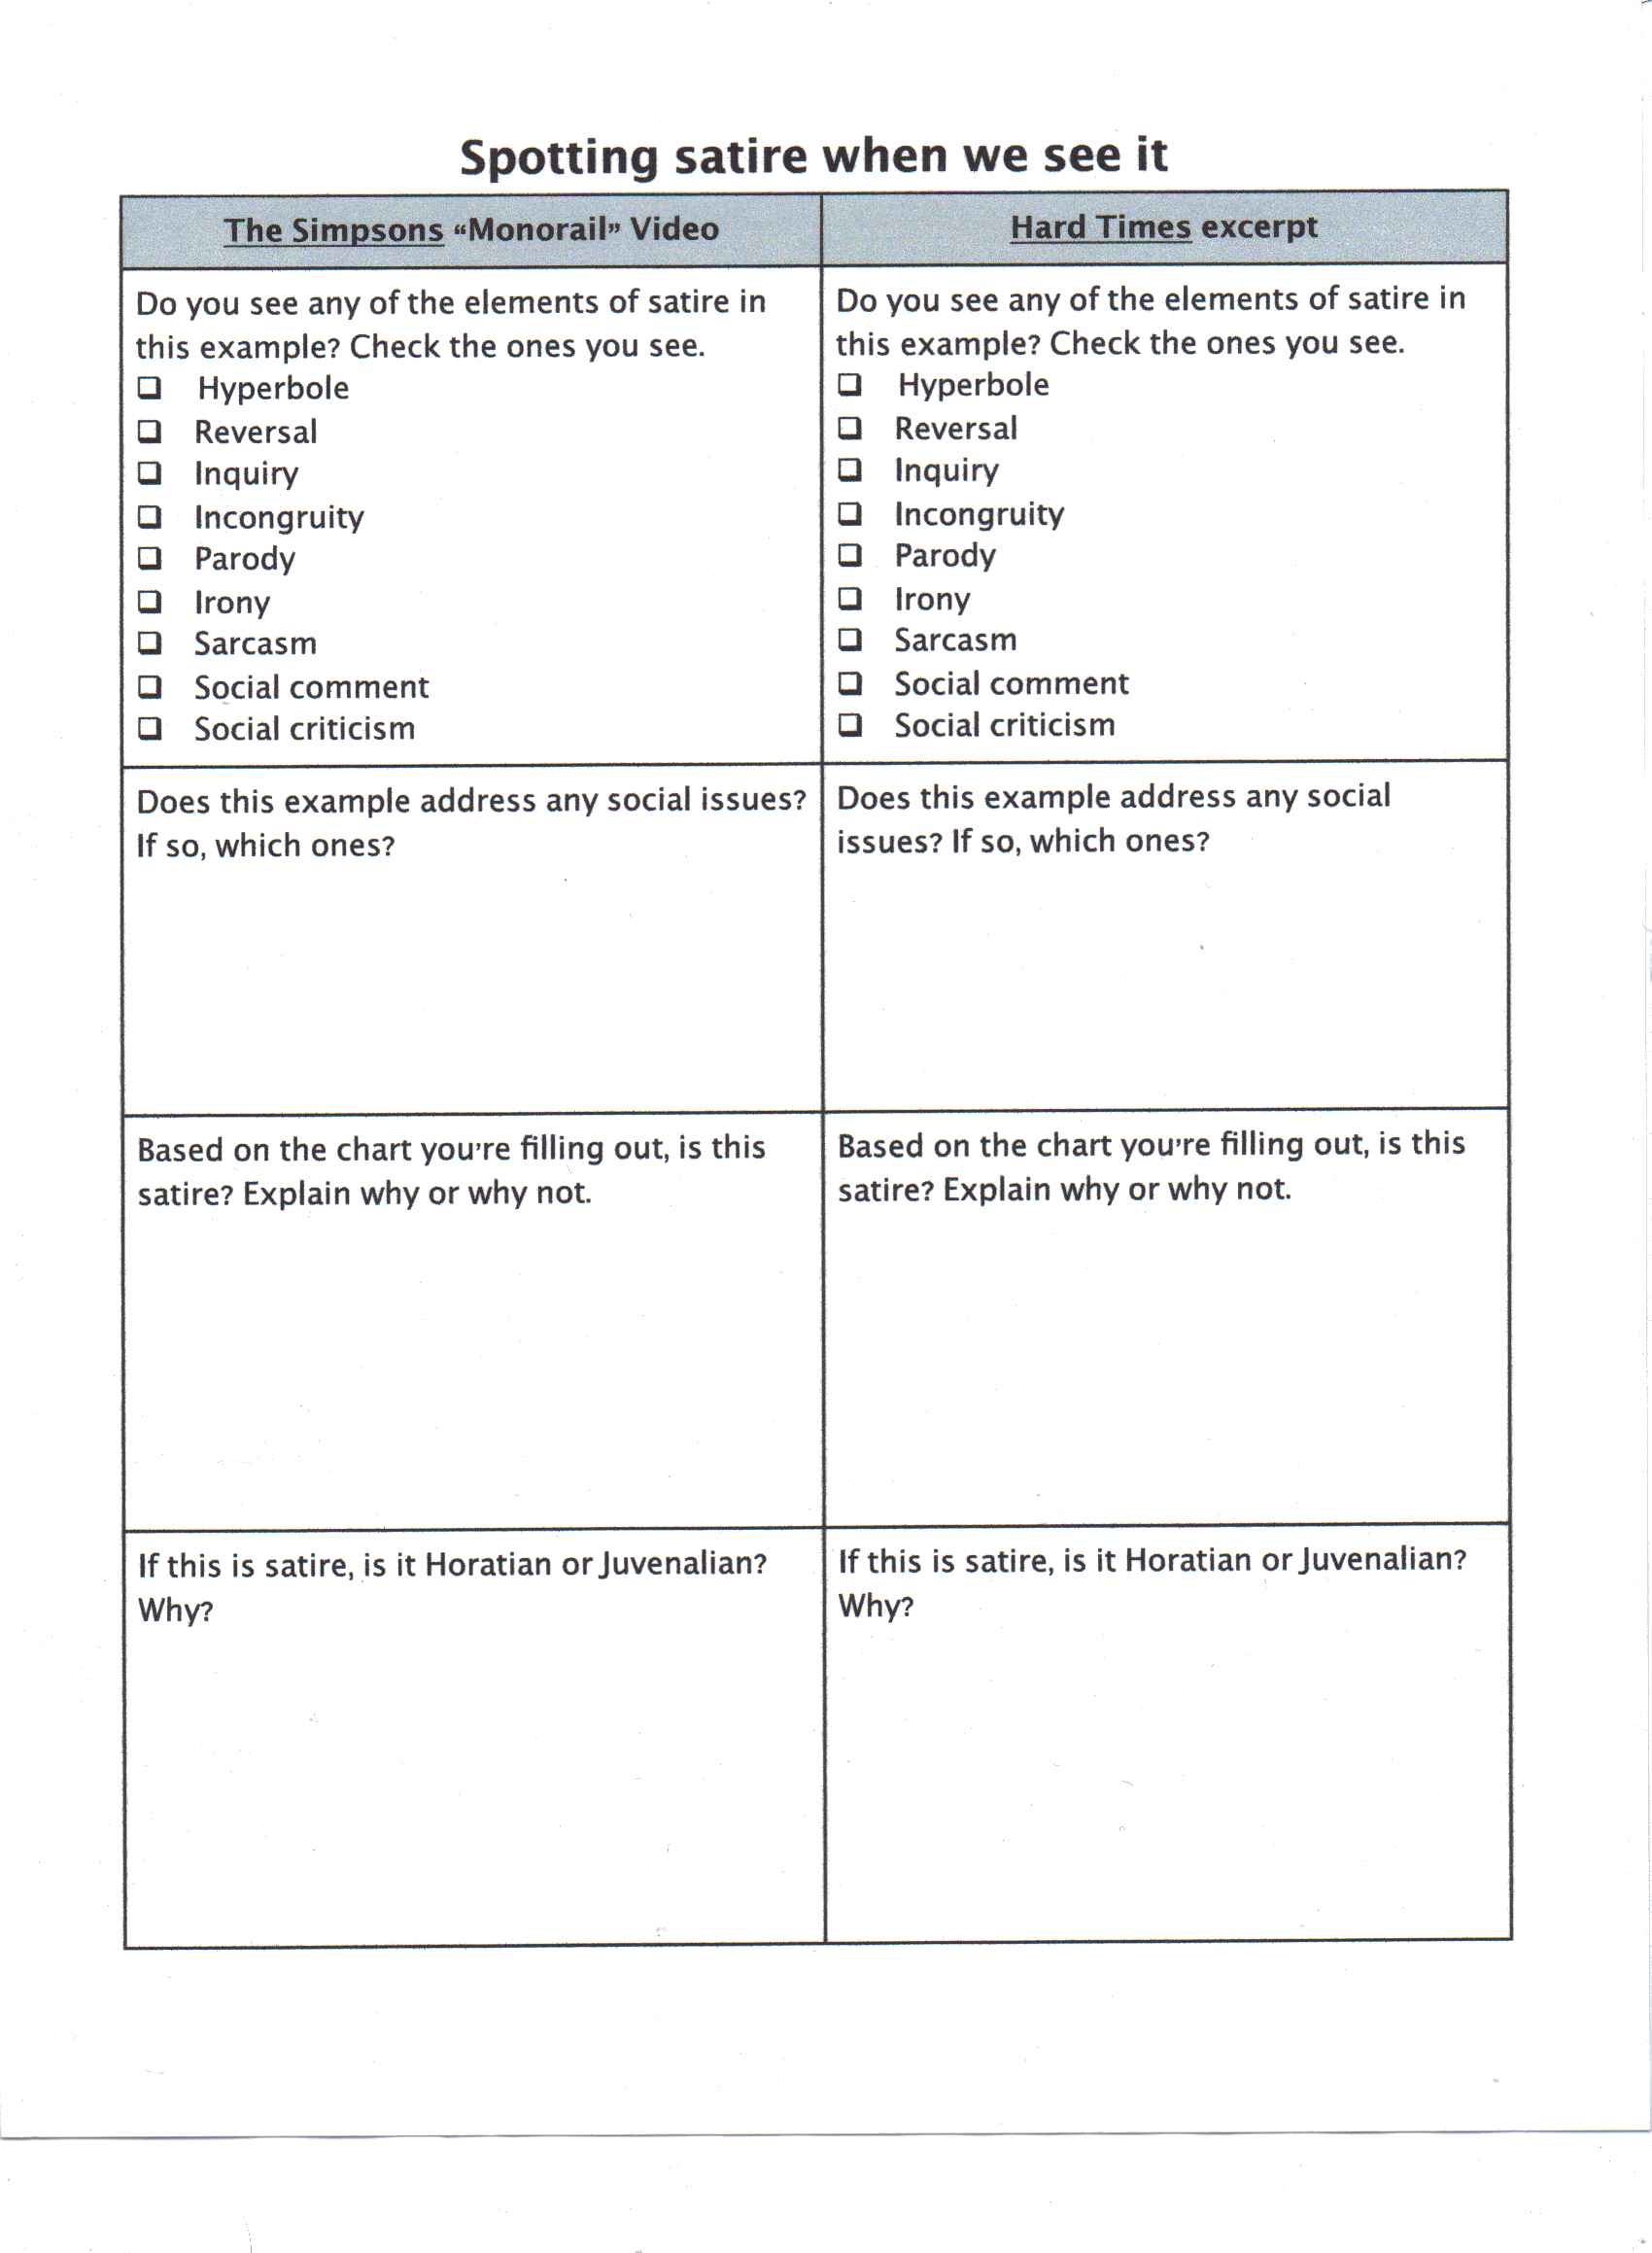 Spotting satire when we see it
The Simpsons “Monorail” Video
Hard Times excerpt
Do you see any of the elements of satire in
this example? Check the ones you see.
❑ Hyperbole
❑ Reversal
❑ Inquiry
❑ Incongruity
❑ Parody
❑ Irony
❑ Sarcasm
❑ Social comment
❑ Social criticism
Do you see any of the elements of satire in
this example? Check the ones you see.
❑ Hyperbole
❑ Reversal
❑ Inquiry
❑ Incongruity
❑ Parody
❑ Irony
❑ Sarcasm
❑ Social comment
❑ Social criticism
Does this example address any social issues?
If so, which ones?
Does this example address any social
issues? If so, which ones?
Based on the chart you’re filling out, is this
satire? Explain why or why not.
Based on the chart you’re filling out, is this
satire? Explain why or why not.
If this is satire, is it Horatian or Juvenalian?
Why?
If this is satire, is it Horatian or Juvenalian?
Why?